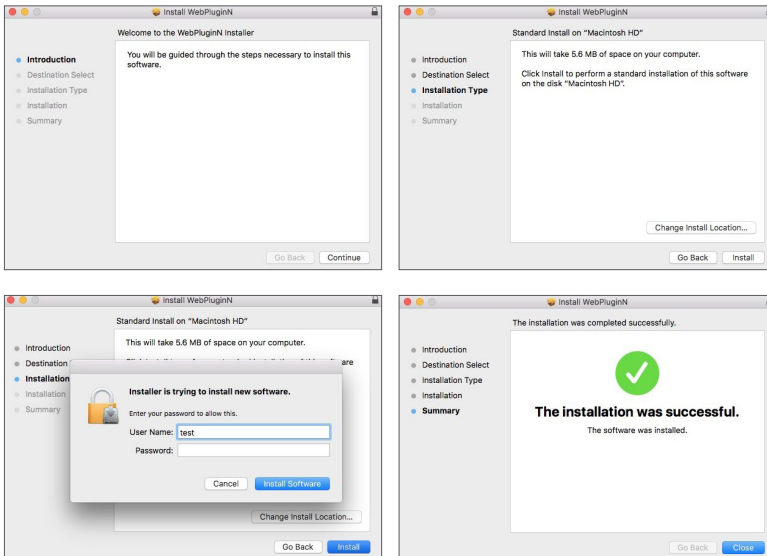 Install WebPluginN
Welcome to the WebPluginN Installer
Introduction
Destination Select
Installation Type
Installation
Summary
You will be guided through the steps necessary to install this
software.
Go Back
Continue
Install WebPluginN
Standard Install on "Macintosh HD"
Introduction
Destination Select
Installation Type
Installation
Summary
This will take 5.6 MB of space on your computer.
Click Install to perform a standard installation of this software
on the disk "Macintosh HD".
Change Install Location...
Go Back
Install
Install WebPluginN
Standard Install on "Macintosh HD"
Introduction
Destination
Installation
Installation
Summary
This will take 5.6 MB of space on your computer.
Installer is trying to install new software.
Enter your password to allow this.
User Name: test
Password:
Cancel
Install Software
Change Install Location...
Go Back
Install
Install WebPluginN
The installation was completed successfully.
Introduction
Destination Select
Installation Type
Installation
Summary
The installation was successful.
The software was installed.
Go Back
Close